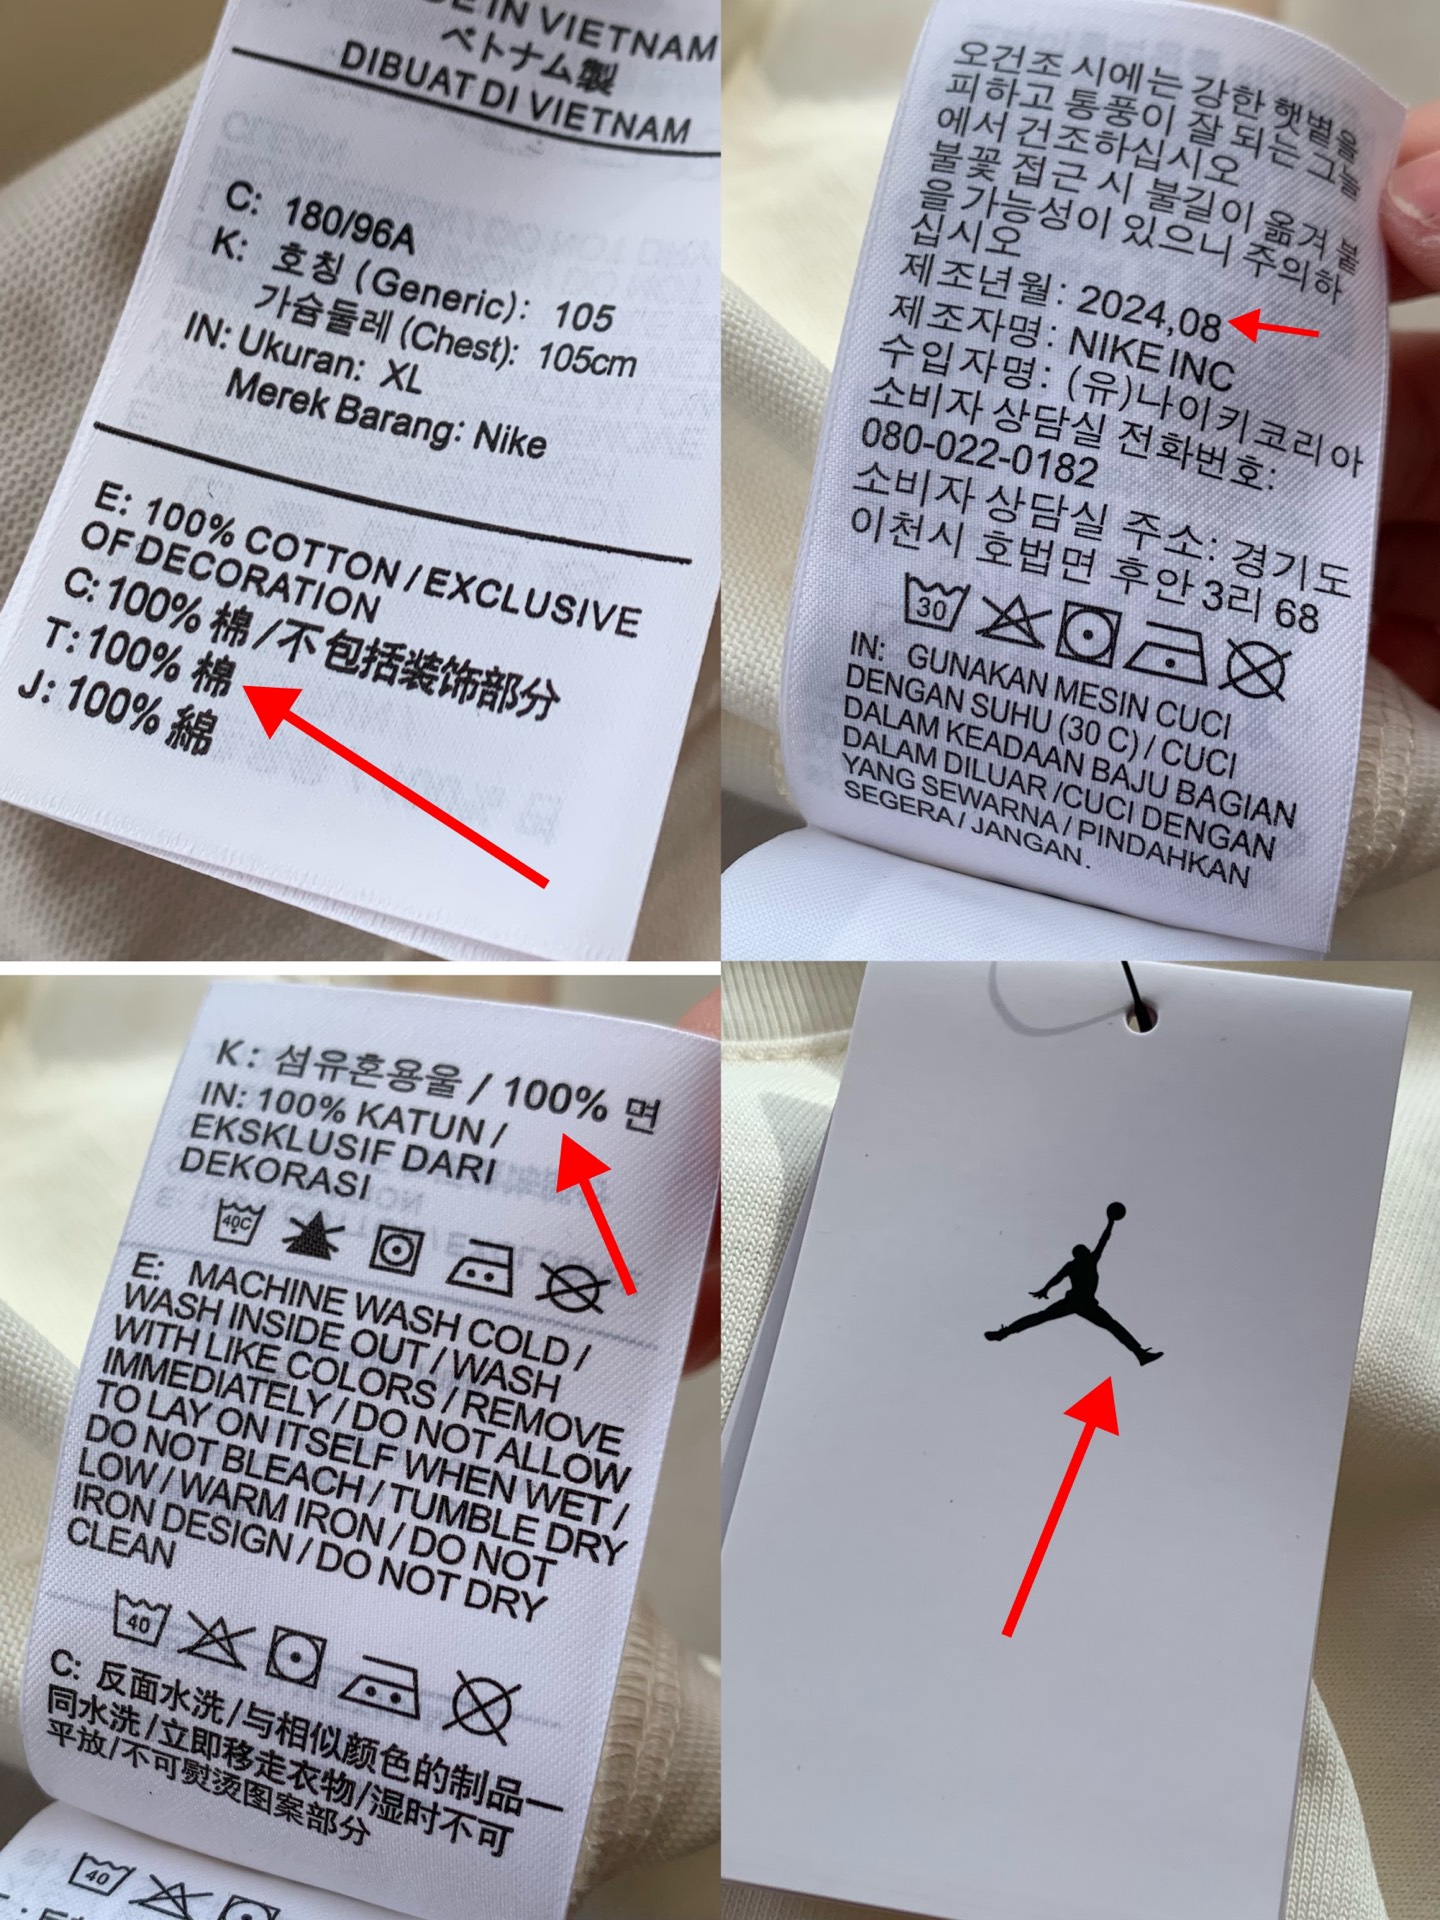 IN VIETNAM
ベトナム製
DIBUAT DI VIETNAM
C: 180/96A
K: 호칭 (Generic): 105
가슴둘레 (Chest): 105cm
IN: Ukuran: XL
Merek Barang: Nike
E: 100% COTTON / EXCLUSIVE
OF DECORATION
C: 100% 棉 / 不包括装饰部分
T: 100% 棉
J: 100% 綿
오건조 시에는 강한 햇볕을
피하고 통풍이 잘 되는 그늘
에서 건조하십시오
불꽃 접근 시 불길이 옮겨 붙
을 가능성이 있으니 주의하
십시오
제조년월: 2024,08
제조자명: NIKE INC
수입자명: (유)나이키코리아
소비자 상담실 전화번호:
080-022-0182
소비자 상담실 주소: 경기도
이천시 호법면 후안 3리 68
30
IN: GUNAKAN MESIN CUCI
DENGAN SUHU (30 C) / CUCI
DALAM KEADAAN BAJU BAGIAN
DALAM DILUAR /CUCI DENGAN
YANG SEWARNA / PINDAHKAN
SEGERA / JANGAN.
K: 섬유혼용울 / 100% 면
IN: 100% KATUN /
EKSKLUSIF DARI
DEKORASI
40C
E: MACHINE WASH COLD /
WASH INSIDE OUT / WASH
WITH LIKE COLORS / REMOVE
IMMEDIATELY / DO NOT ALLOW
TO LAY ON ITSELF WHEN WET /
DO NOT BLEACH / TUMBLE DRY
LOW / WARM IRON / DO NOT
IRON DESIGN / DO NOT DRY
CLEAN
40
C: 反面水洗/与相似颜色的制品一
同水洗/立即移走衣物/湿时不可
平放/不可熨烫图案部分
40